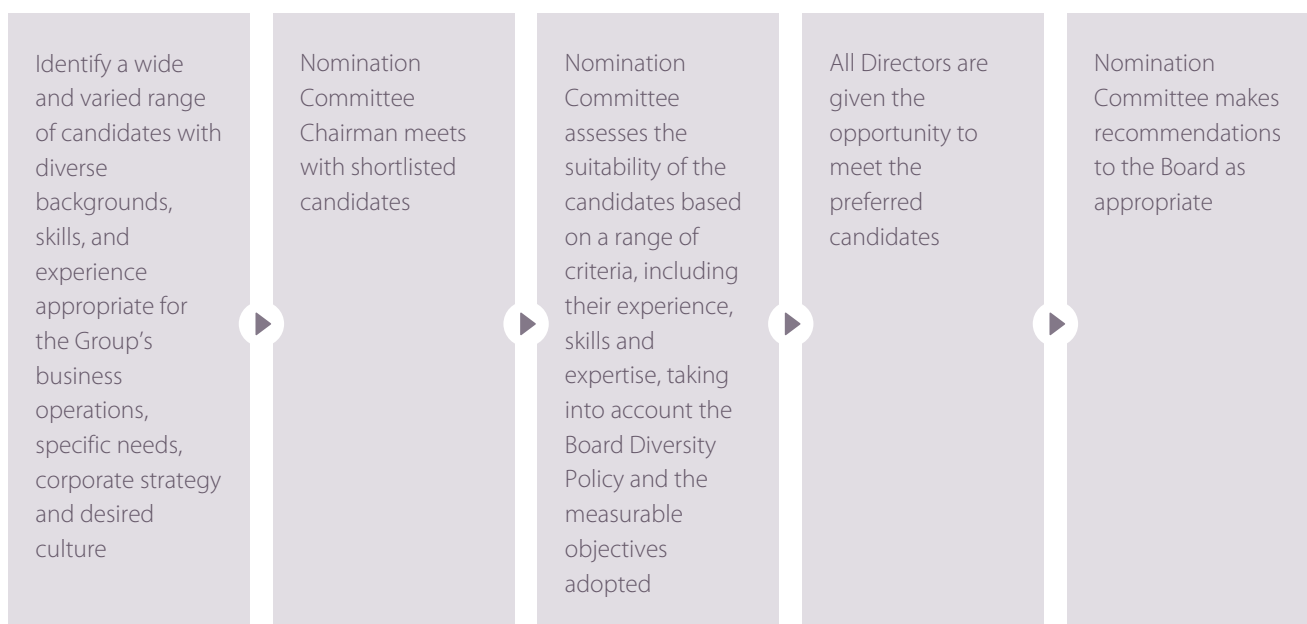 Identify a wide
and varied range
of candidates with
diverse
backgrounds,
skills, and
experience
appropriate for
the Group's
business
operations,
specific needs,
corporate strategy
and desired
culture
Nomination
Committee
Chairman meets
with shortlisted
candidates
Nomination
Committee
assesses the
suitability of the
candidates based
on a range of
criteria, including
their experience,
skills and
expertise, taking
into account the
Board Diversity
Policy and the
measurable
objectives
adopted
All Directors are
given the
opportunity to
meet the
preferred
candidates
Nomination
Committee makes
recommendations
to the Board as
appropriate